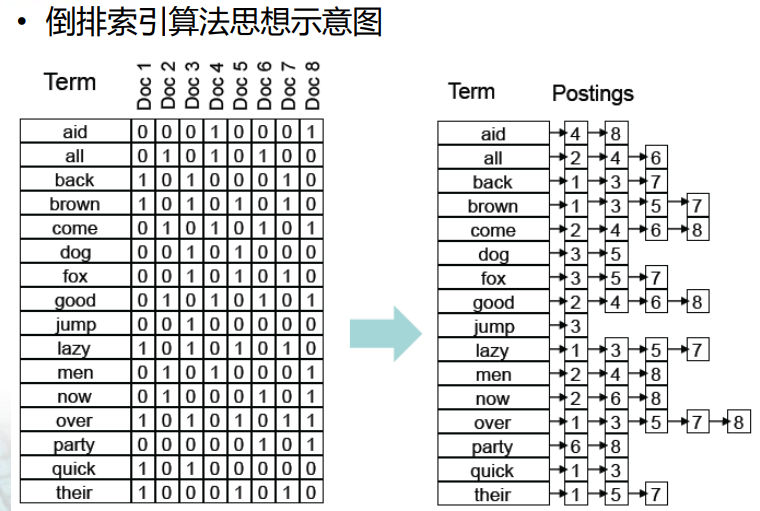 • 倒排索引算法思想示意图
Term Doc 1 Doc 2 Doc 3 Doc 4 Doc 5 Doc 6 Doc 7 Doc 8
aid 0 0 0 1 0 0 0 1
all 0 1 0 1 0 1 0 0
back 1 0 1 0 0 0 1 0
brown 1 0 1 0 1 0 1 0
come 0 1 0 1 0 1 0 1
dog 0 0 1 0 1 0 0 0
fox 0 0 1 0 1 0 1 0
good 0 1 0 1 0 1 0 1
jump 0 0 1 0 0 0 0 0
lazy 1 0 1 0 1 0 1 0
men 0 1 0 1 0 0 0 1
now 0 1 0 0 0 1 0 1
over 1 0 1 0 1 0 1 1
party 0 0 0 0 0 1 0 1
quick 1 0 1 0 0 0 0 0
their 1 0 0 0 1 0 1 0
Term Postings
aid 4 8
all 2 4 6
back 1 3 7
brown 1 3 5 7
come 2 4 6 8
dog 3 5
fox 3 5 7
good 2 4 6 8
jump 3
lazy 1 3 5 7
men 2 4 8
now 2 6 8
over 1 3 5 7 8
party 6 8
quick 1 3
their 1 5 7